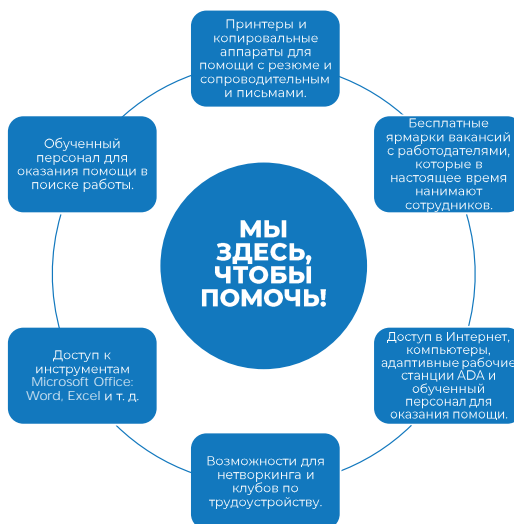 Принтеры и
копировальные
аппараты для
помощи с резюме и
сопроводительным
и письмами.
Бесплатные
ярмарки вакансий
с работодателями,
которые в
настоящее время
нанимают
сотрудников.
Доступ в Интернет,
компьютеры,
адаптивные рабочие
станции ADA и
обученный
персонал для
оказания помощи.
Возможности для
нетворкинга и
клубов по
трудоустройству.
Доступ к
инструментам
Microsoft Office:
Word, Excel и т. д.
Обученный
персонал для
оказания помощи в
поиске работы.
МЫ
ЗДЕСЬ,
ЧТОБЫ
ПОМОЧЬ!